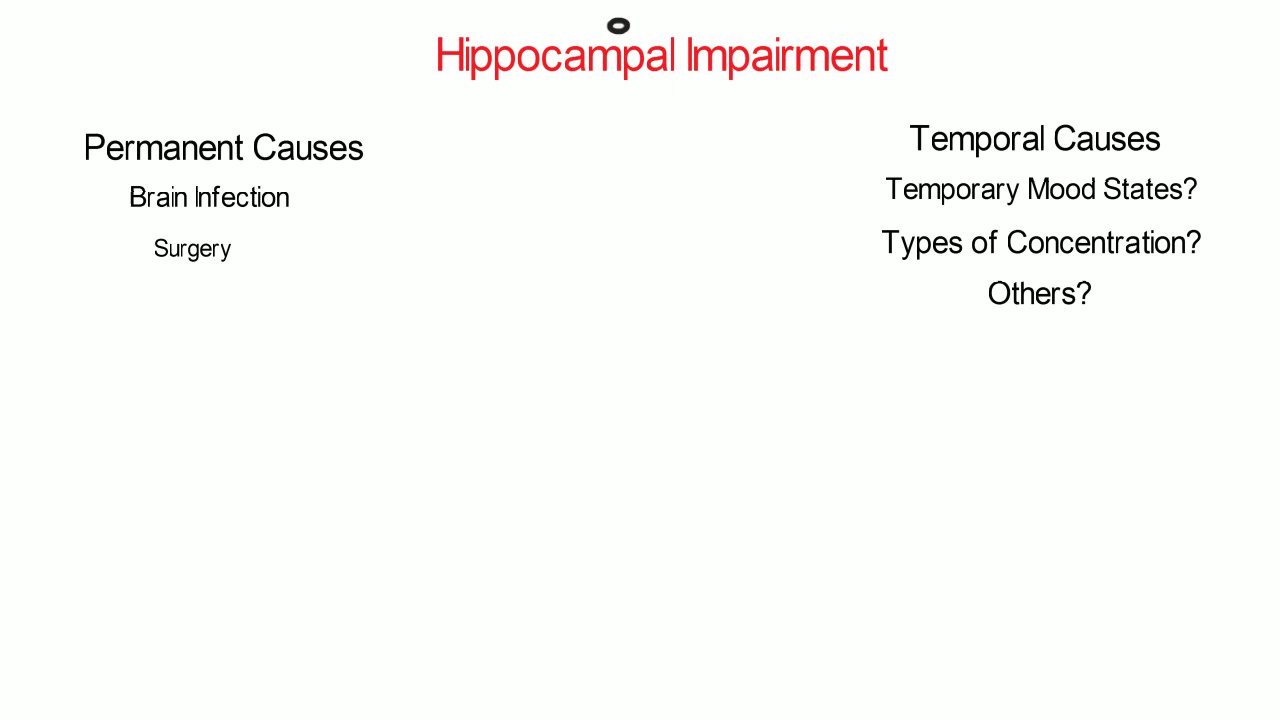 Hippocampal Impairment
Permanent Causes
Brain Infection
Surgery
Temporal Causes
Temporary Mood States?
Types of Concentration?
Others?